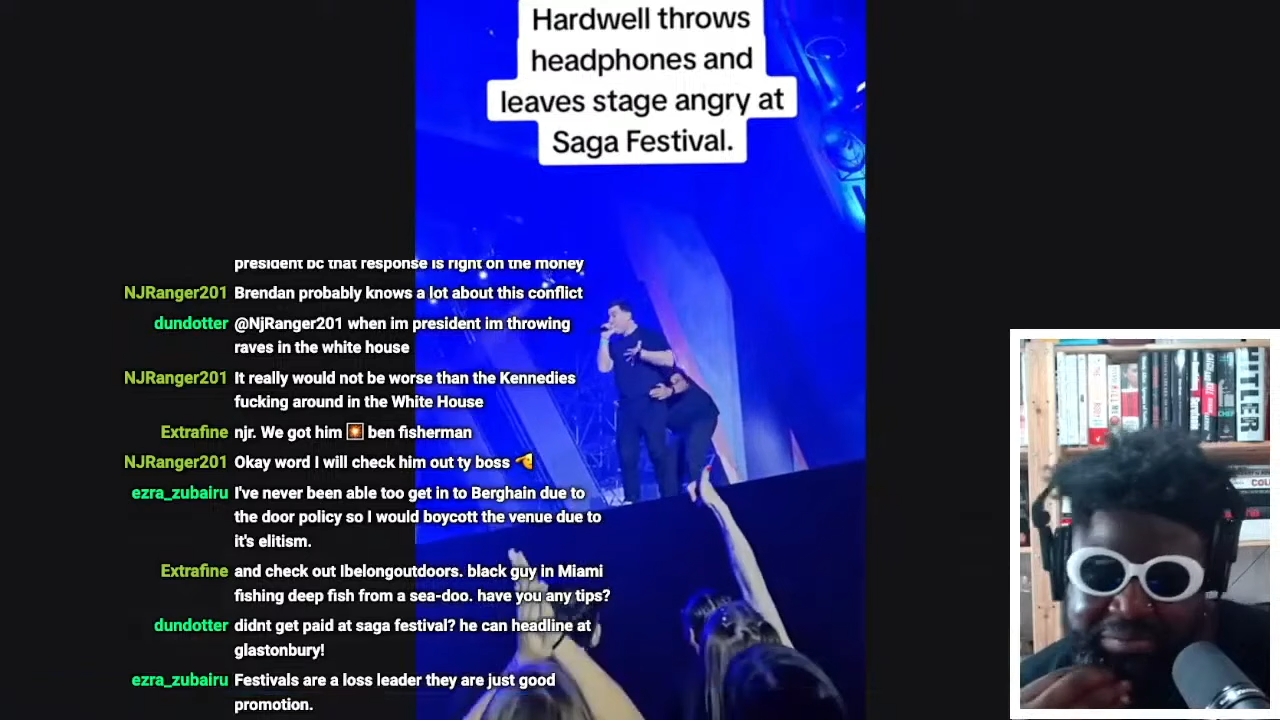 Hardwell throws
headphones and
leaves stage angry at
Saga Festival.
president bc that response is right on the money
NJRanger201 Brendan probably knows a lot about this conflict
dundotter @NjRanger201 when im president im throwing
raves in the white house
NJRanger201 It really would not be worse than the Kennedies
fucking around in the White House
Extrafine njr. We got him 💥 ben fisherman
NJRanger201 Okay word I will check him out ty boss 🫡
ezra_zubairu I've never been able too get in to Berghain due to
the door policy so I would boycott the venue due to
it's elitism.
Extrafine and check out Ibelongoutdoors. black guy in Miami
fishing deep fish from a sea-doo. have you any tips?
dundotter didnt get paid at saga festival? he can headline at
glastonbury!
ezra_zubairu Festivals are a loss leader they are just good
promotion.